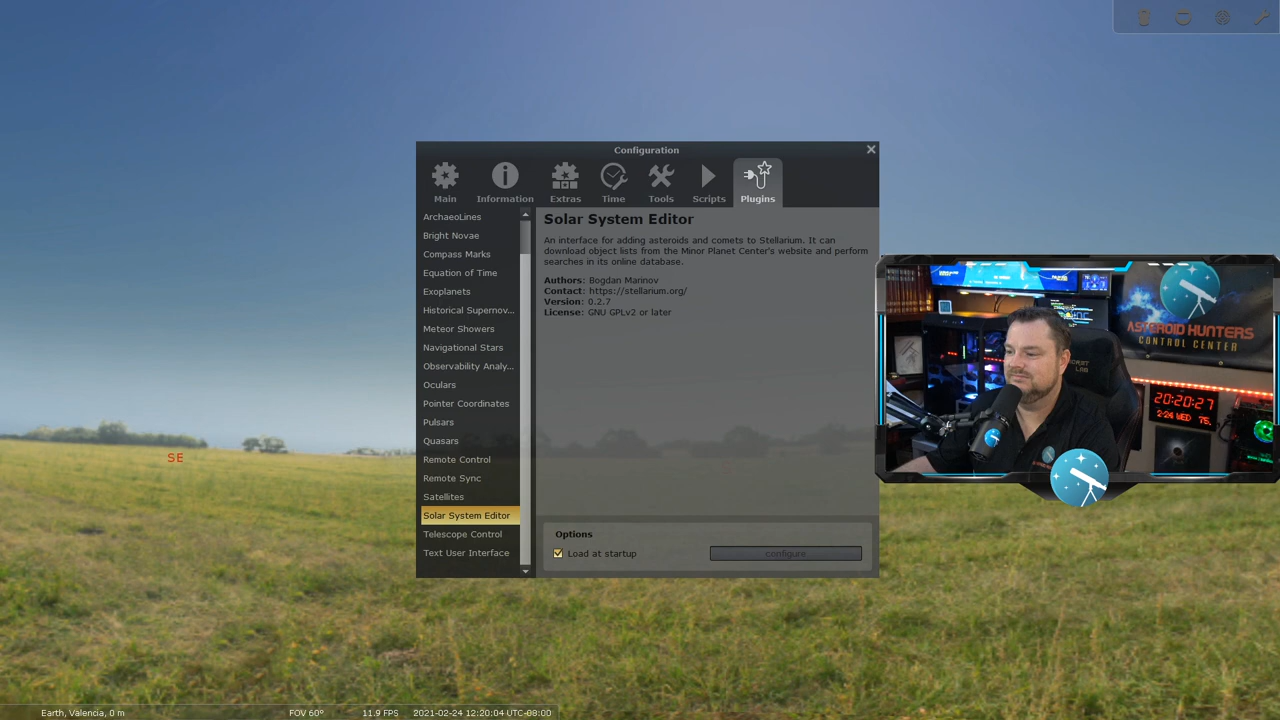 Configuration
Main
Information
Extras
Time
Tools
Scripts
Plugins
ArchaeoLines
Bright Novae
Compass Marks
Equation of Time
Exoplanets
Historical Supernov...
Meteor Showers
Navigational Stars
Observability Analy...
Oculars
Pointer Coordinates
Pulsars
Quasars
Remote Control
Remote Sync
Satellites
Solar System Editor
Telescope Control
Text User Interface
Solar System Editor
An interface for adding asteroids and comets to Stellarium. It can
download object lists from the Minor Planet Center's website and perform
searches in its online database.
Authors: Bogdan Marinov
Contact: https://stellarium.org/
Version: 0.2.7
License: GNU GPLv2 or later
Options
Load at startup
configure
SE
ASTEROID HUNTERS
CONTROL CENTER
20:20:27
2-24 WED 75.
Earth, Valencia, 0 m
FOV 60°
11.9 FPS
2021-02-24 12:20:04 UTC-08:00